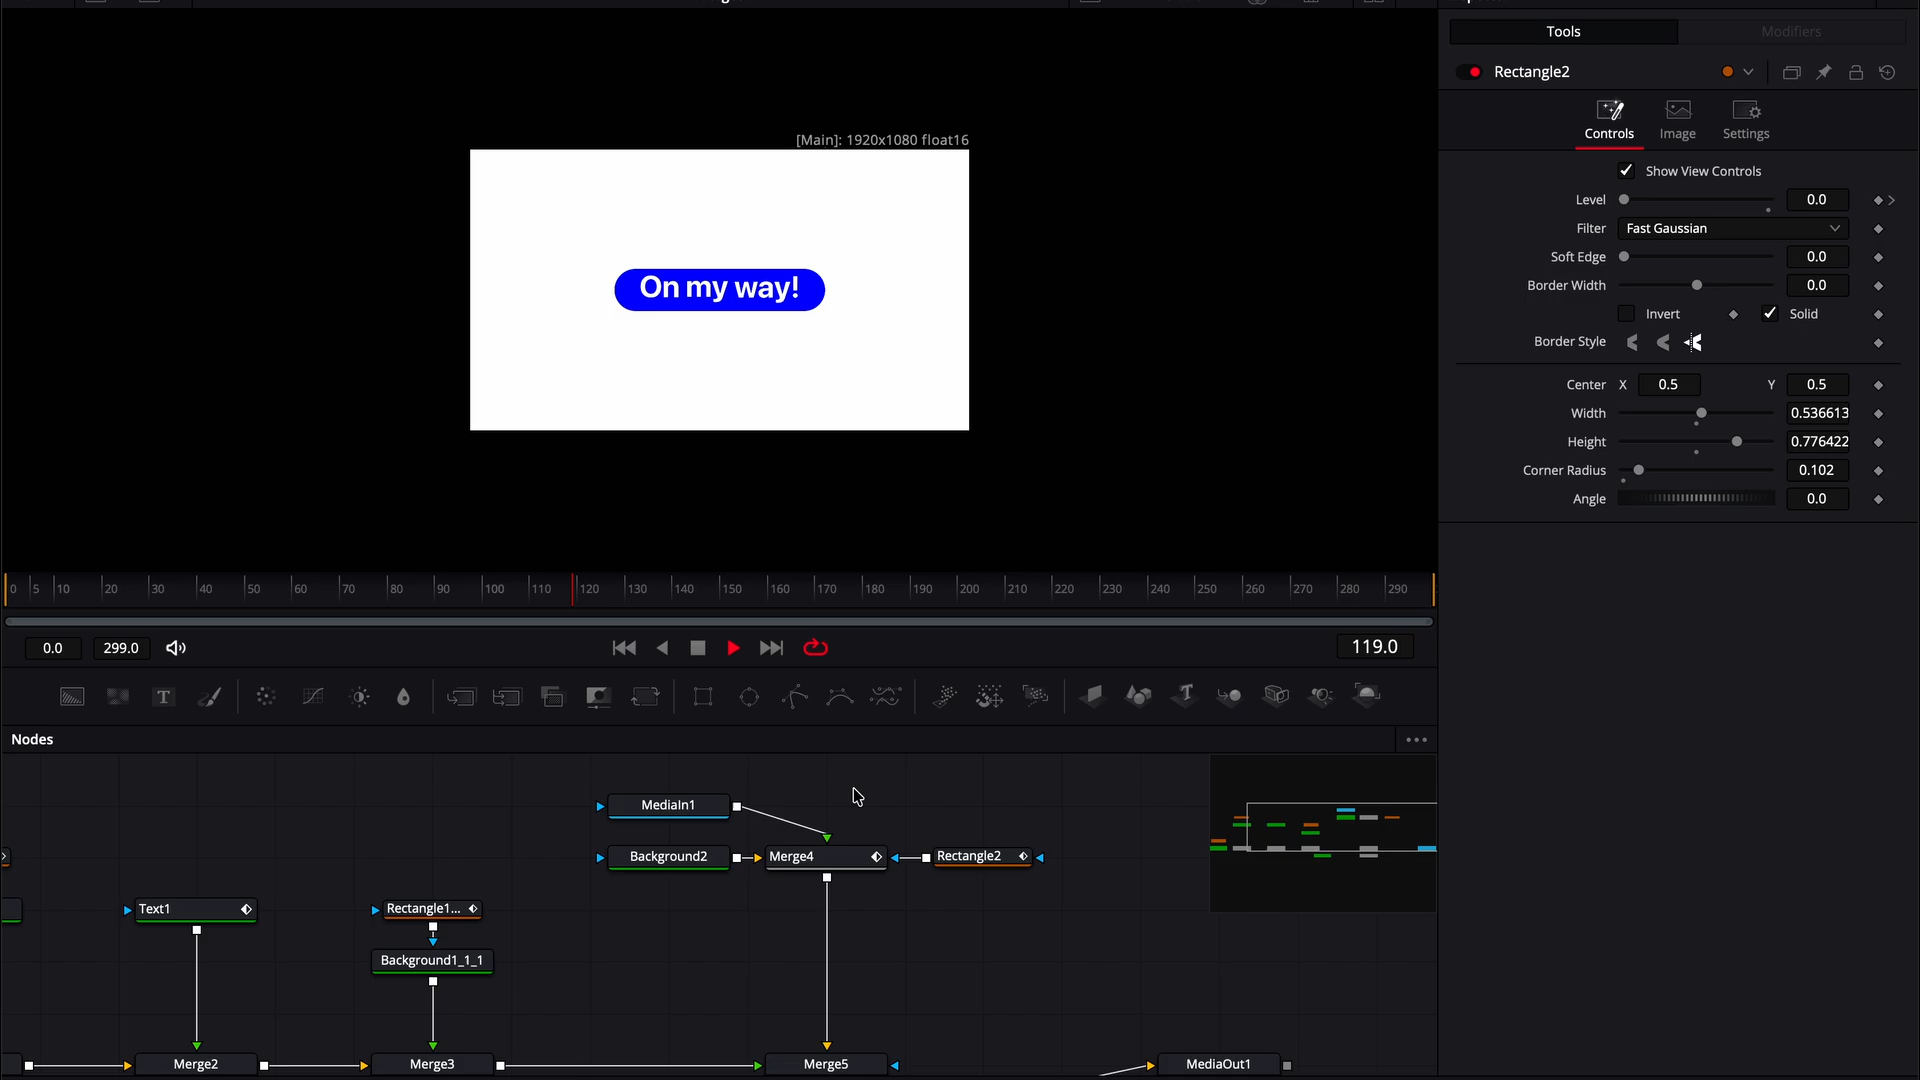 Tools
Modifiers
Rectangle2
Controls
Image
Settings
[Main]: 1920x1080 float16
Show View Controls
Level 0.0
Filter Fast Gaussian
Soft Edge 0.0
On my way!
Border Width 0.0
Invert Solid
Border Style
Center X 0.5 Y 0.5
Width 0.536613
Height 0.776422
Corner Radius 0.102
Angle 0.0
0 5 10 20 30 40 50 60 70 80 90 100 110 120 130 140 150 160 170 180 190 200 210 220 230 240 250 260 270 280 290
0.0 299.0 119.0
Nodes
MediaIn1
Background2 Merge4 Rectangle2
Text1 Rectangle1...
Background1_1_1
Merge2 Merge3 Merge5 MediaOut1